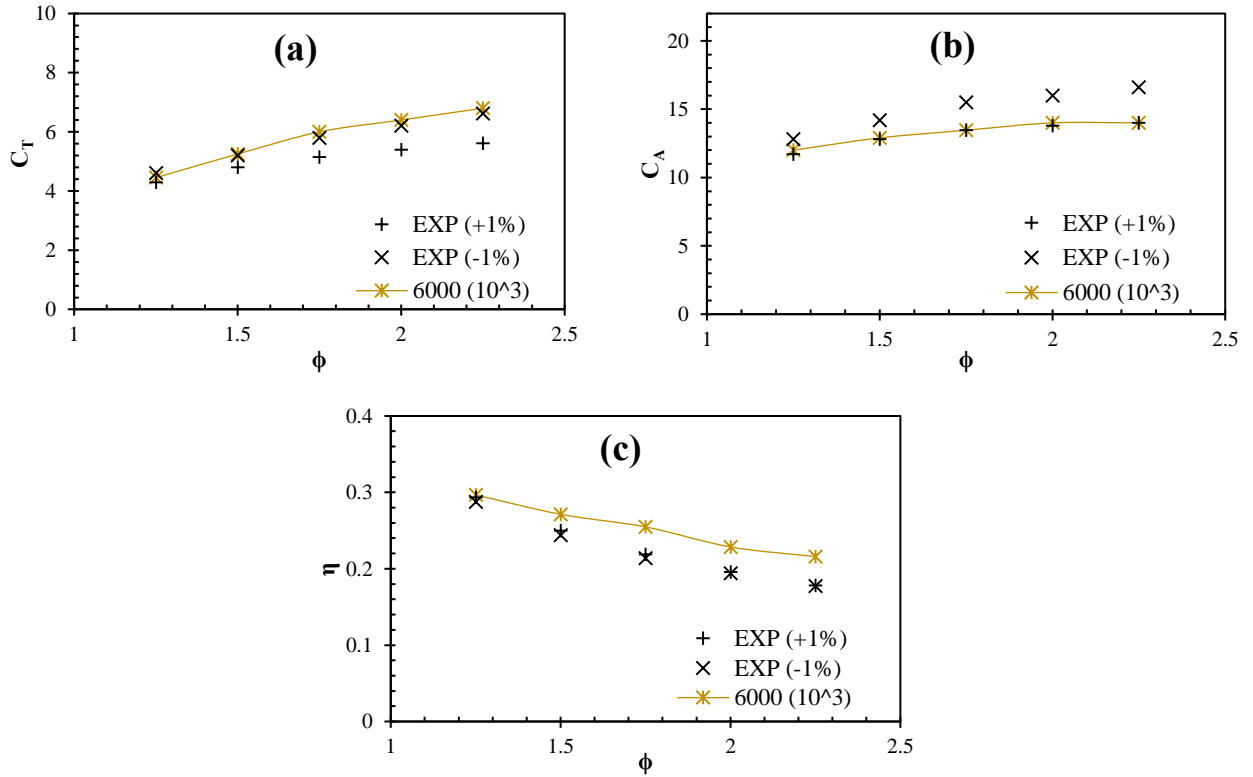 (a)
10
8
6
4
2
0
C_T
1
1.5
2
2.5
ϕ
EXP (+1%)
EXP (-1%)
6000 (10^3)
(b)
20
15
10
5
0
C_A
1
1.5
2
2.5
ϕ
EXP (+1%)
EXP (-1%)
6000 (10^3)
(c)
0.4
0.3
0.2
0.1
0
η
1
1.5
2
2.5
ϕ
EXP (+1%)
EXP (-1%)
6000 (10^3)